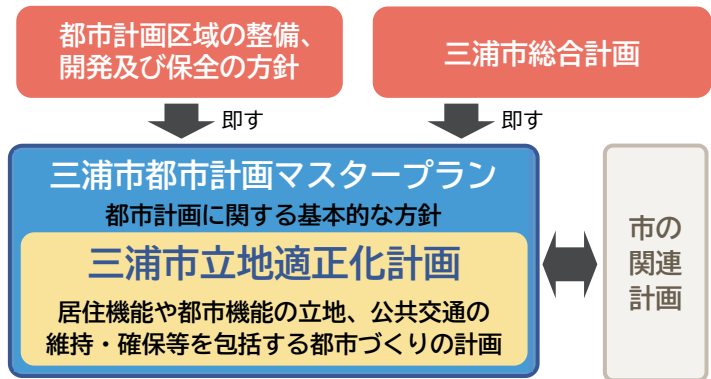 都市計画区域の整備、
開発及び保全の方針
三浦市総合計画
即す
即す
三浦市都市計画マスタープラン
都市計画に関する基本的な方針
三浦市立地適正化計画
居住機能や都市機能の立地、公共交通の
維持・確保等を包括する都市づくりの計画
市の
関連
計画